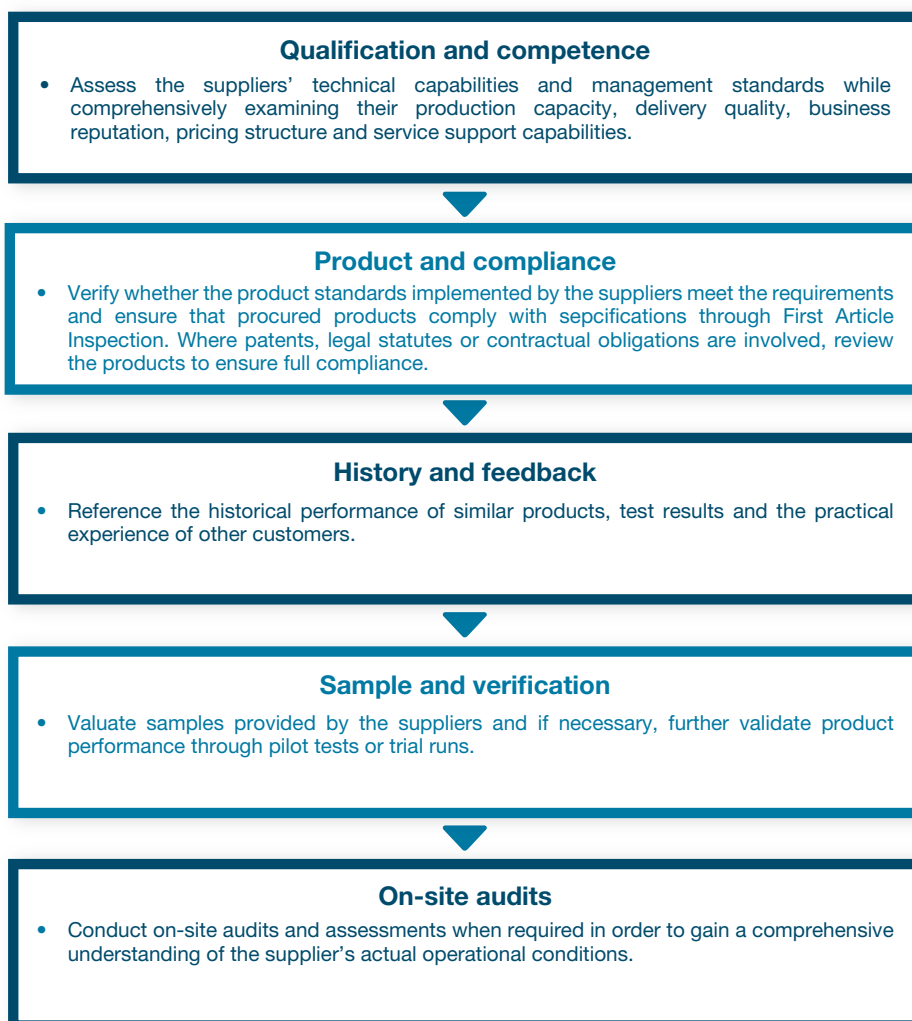 Qualification and competence
• Assess the suppliers' technical capabilities and management standards while
comprehensively examining their production capacity, delivery quality, business
reputation, pricing structure and service support capabilities.
Product and compliance
• Verify whether the product standards implemented by the suppliers meet the requirements
and ensure that procured products comply with sepcifications through First Article
Inspection. Where patents, legal statutes or contractual obligations are involved, review
the products to ensure full compliance.
History and feedback
• Reference the historical performance of similar products, test results and the practical
experience of other customers.
Sample and verification
• Valuate samples provided by the suppliers and if necessary, further validate product
performance through pilot tests or trial runs.
On-site audits
• Conduct on-site audits and assessments when required in order to gain a comprehensive
understanding of the supplier's actual operational conditions.